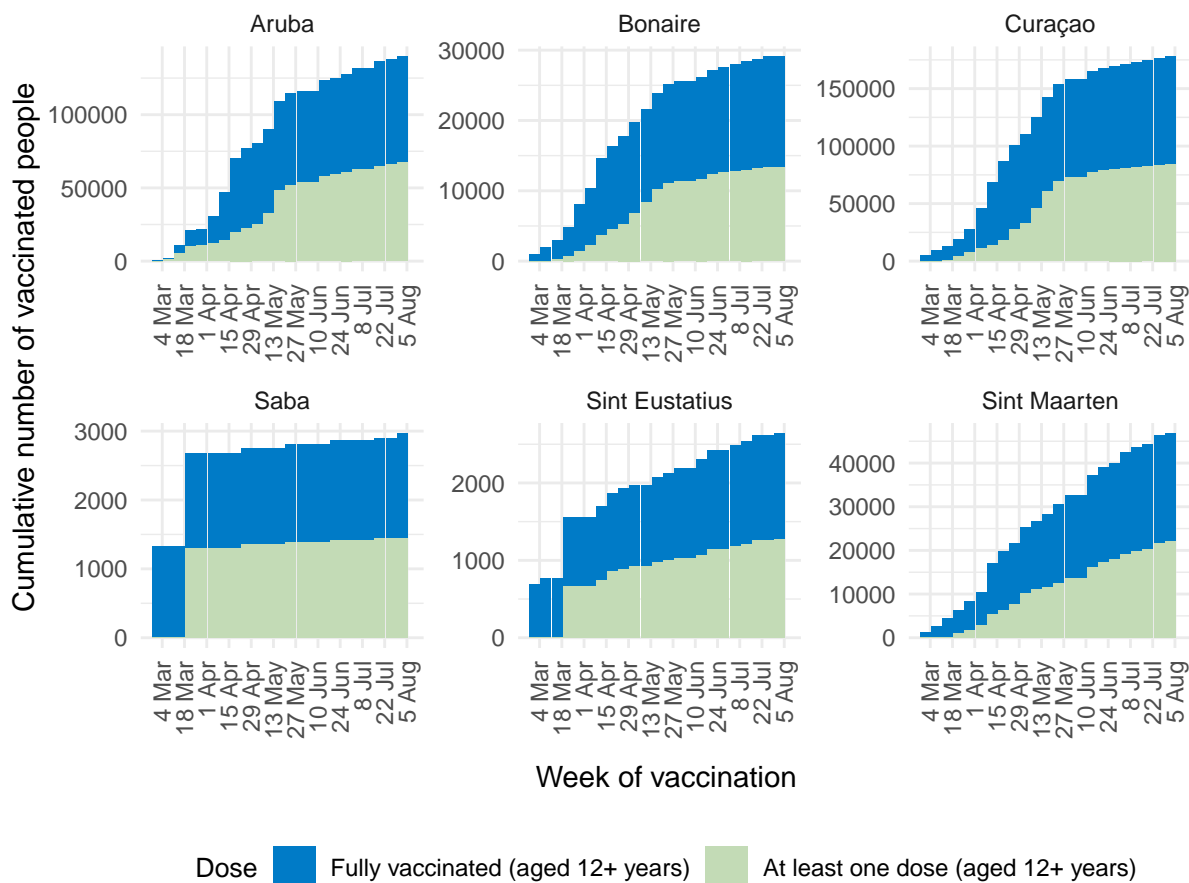 Aruba
Bonaire
Curaçao
Cumulative number of vaccinated people
100000
50000
0
30000
20000
10000
0
150000
100000
50000
0
4 Mar
18 Mar
1 Apr
15 Apr
29 Apr
13 May
27 May
10 Jun
24 Jun
8 Jul
22 Jul
5 Aug
4 Mar
18 Mar
1 Apr
15 Apr
29 Apr
13 May
27 May
10 Jun
24 Jun
8 Jul
22 Jul
5 Aug
4 Mar
18 Mar
1 Apr
15 Apr
29 Apr
13 May
27 May
10 Jun
24 Jun
8 Jul
22 Jul
5 Aug
Saba
Sint Eustatius
Sint Maarten
3000
2000
1000
0
2000
1000
0
40000
30000
20000
10000
0
4 Mar
18 Mar
1 Apr
15 Apr
29 Apr
13 May
27 May
10 Jun
24 Jun
8 Jul
22 Jul
5 Aug
4 Mar
18 Mar
1 Apr
15 Apr
29 Apr
13 May
27 May
10 Jun
24 Jun
8 Jul
22 Jul
5 Aug
4 Mar
18 Mar
1 Apr
15 Apr
29 Apr
13 May
27 May
10 Jun
24 Jun
8 Jul
22 Jul
5 Aug
Week of vaccination
Dose Fully vaccinated (aged 12+ years) At least one dose (aged 12+ years)